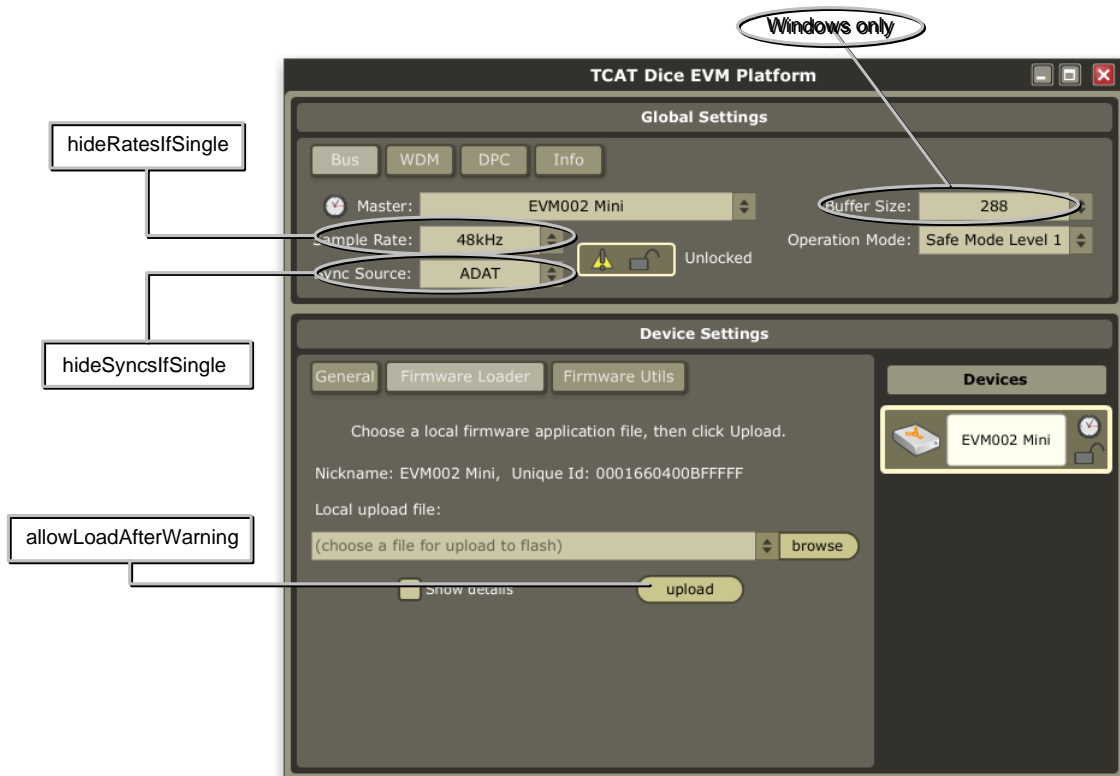 Windows only
TCAT Dice EVM Platform
Global Settings
hideRatesIfSingle
Bus WDM DPC Info
Master: EVM002 Mini Buffer Size: 288
Sample Rate: 48kHz Unlocked Operation Mode: Safe Mode Level 1
Sync Source: ADAT
hideSyncsIfSingle
Device Settings
General Firmware Loader Firmware Utils Devices
Choose a local firmware application file, then click Upload.
EVM002 Mini
Nickname: EVM002 Mini, Unique Id: 0001660400BFFFFF
Local upload file:
allowLoadAfterWarning
(choose a file for upload to flash) browse
Show details upload